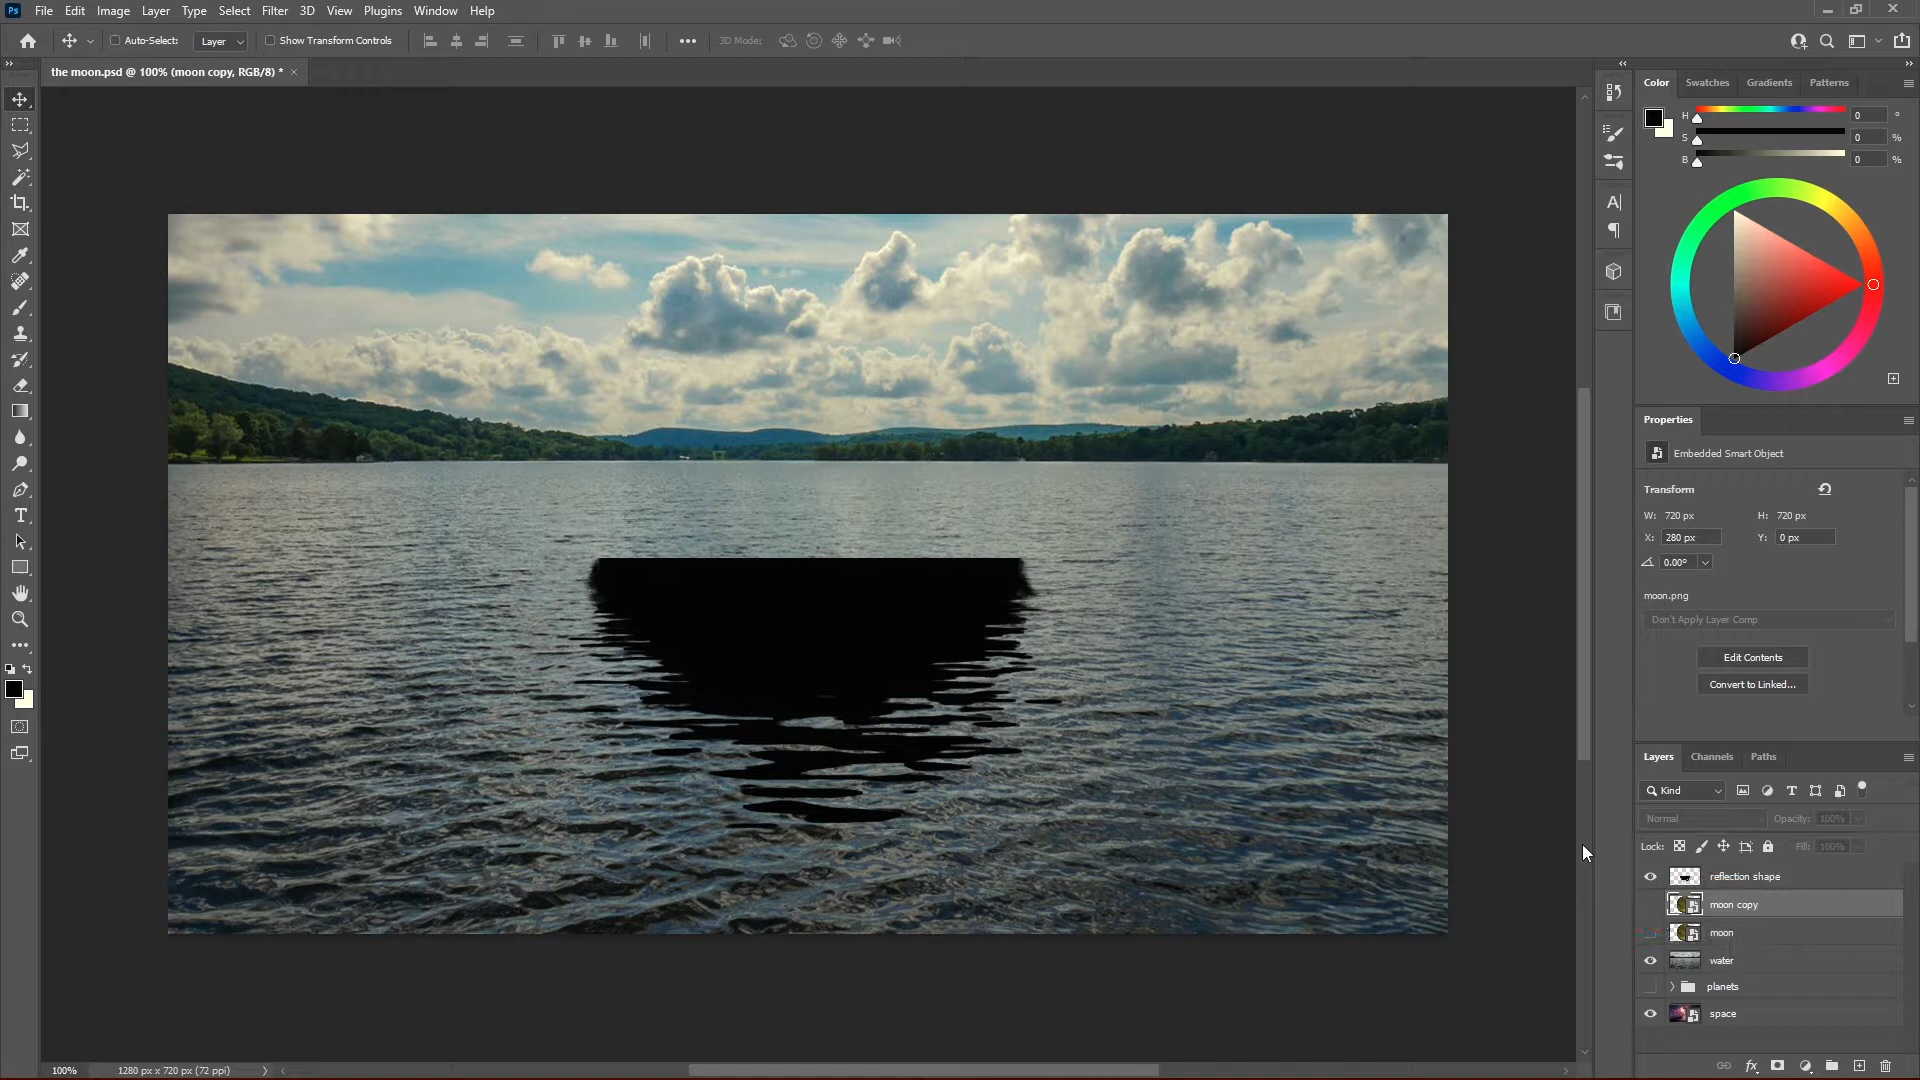 Ps File Edit Image Layer Type Select Filter 3D View Plugins Window Help
Auto-Select: Layer Show Transform Controls 3D Mode:
the moon.psd @ 100% (moon copy, RGB/8) *
Color Swatches Gradients Patterns
H 0 °
S 0 %
B 0 %
Properties
Embedded Smart Object
Transform
W: 720 px H: 720 px
X: 280 px Y: 0 px
0.00°
moon.png
Don't Apply Layer Comp
Edit Contents
Convert to Linked...
Layers Channels Paths
Kind
Normal Opacity: 100%
Lock: Fill: 100%
reflection shape
moon copy
moon
water
planets
space
100% 1280 px x 720 px (72 ppi)
fx